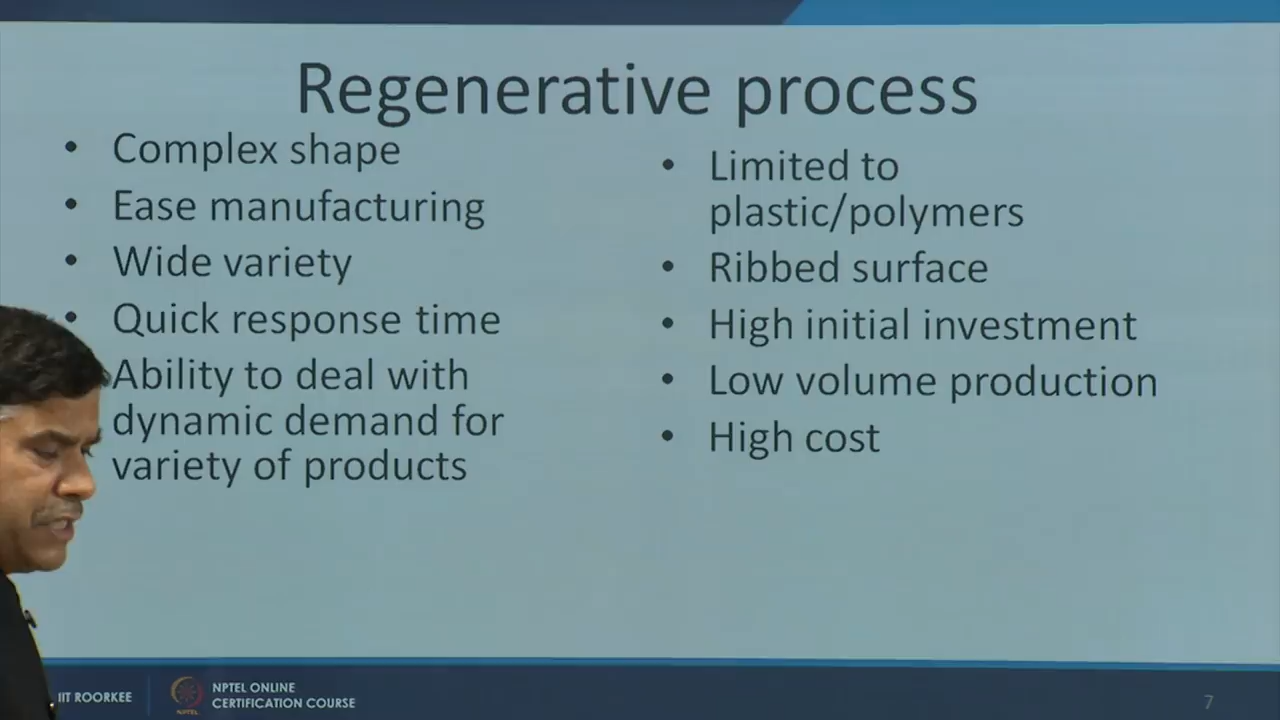 Regenerative process
• Complex shape
• Ease manufacturing
• Wide variety
• Quick response time
Ability to deal with
dynamic demand for
variety of products
• Limited to
plastic/polymers
• Ribbed surface
• High initial investment
• Low volume production
• High cost
IIT ROORKEE
NPTEL ONLINE
CERTIFICATION COURSE
NPTEL
7